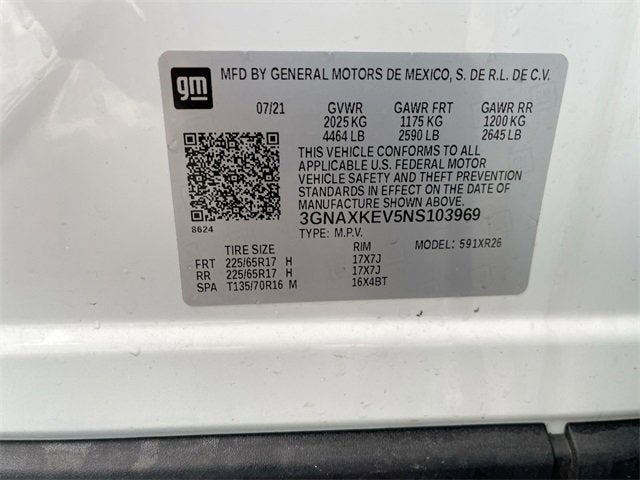 gm MFD BY GENERAL MOTORS DE MEXICO, S. DE R.L. DE C.V.
07/21 GVWR GAWR FRT GAWR RR
2025 KG 1175 KG 1200 KG
4464 LB 2590 LB 2645 LB
THIS VEHICLE CONFORMS TO ALL
APPLICABLE U.S. FEDERAL MOTOR
VEHICLE SAFETY AND THEFT PREVENTION
STANDARDS IN EFFECT ON THE DATE OF
MANUFACTURE SHOWN ABOVE.
3GNAXKEV5NS103969
8624 TYPE: M.P.V. MODEL: 591XR26
TIRE SIZE RIM
FRT 225/65R17 H 17X7J
RR 225/65R17 H 17X7J
SPA T135/70R16 M 16X4BT